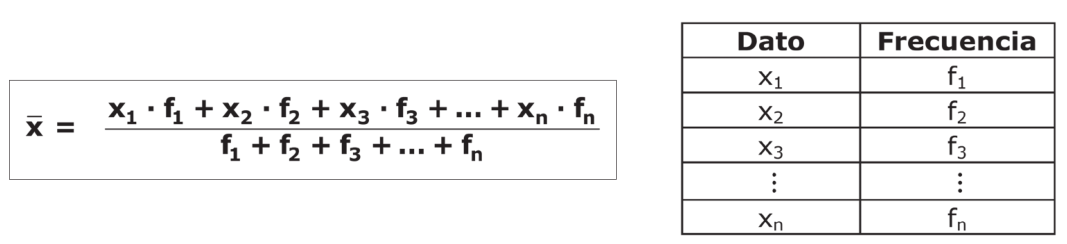 x̄ = x₁ · f₁ + x₂ · f₂ + x₃ · f₃ + ... + xₙ · fₙ
f₁ + f₂ + f₃ + ... + fₙ
Dato Frecuencia
x₁ f₁
x₂ f₂
x₃ f₃
⋮ ⋮
xₙ fₙ